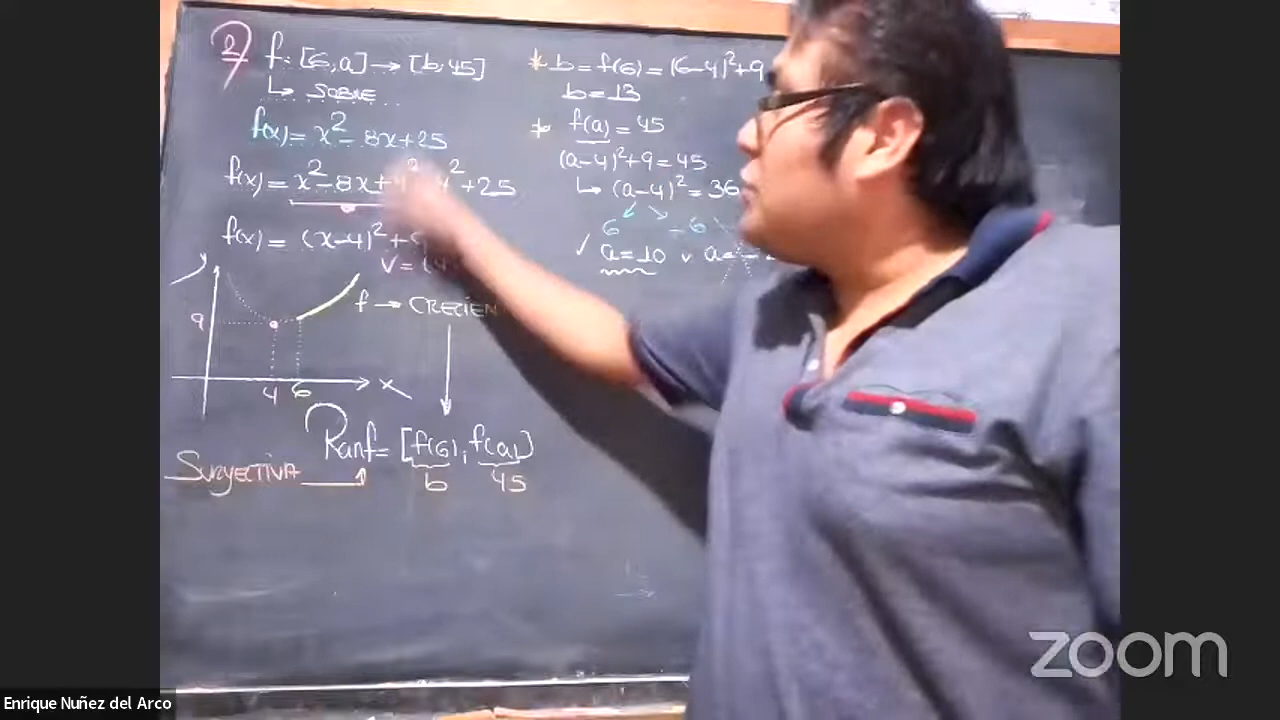 2)
f: [6, a] → [b, 45]
↳ SOBRE
f(x) = x² - 8x + 25
f(x) = x² - 8x + 4² 4² + 25
f(x) = (x-4)² + 9
V = (4
y
9
4 6 x
f → CRECIEN
Ranf = [f(6), f(a)]
b 45
SURYECTIVA
* b = f(6) = (6-4)² + 9
b = 13
* f(a) = 45
(a-4)² + 9 = 45
↳ (a-4)² = 36
6 -6
✓ a = 10 v a = -2
zoom
Enrique Nuñez del Arco